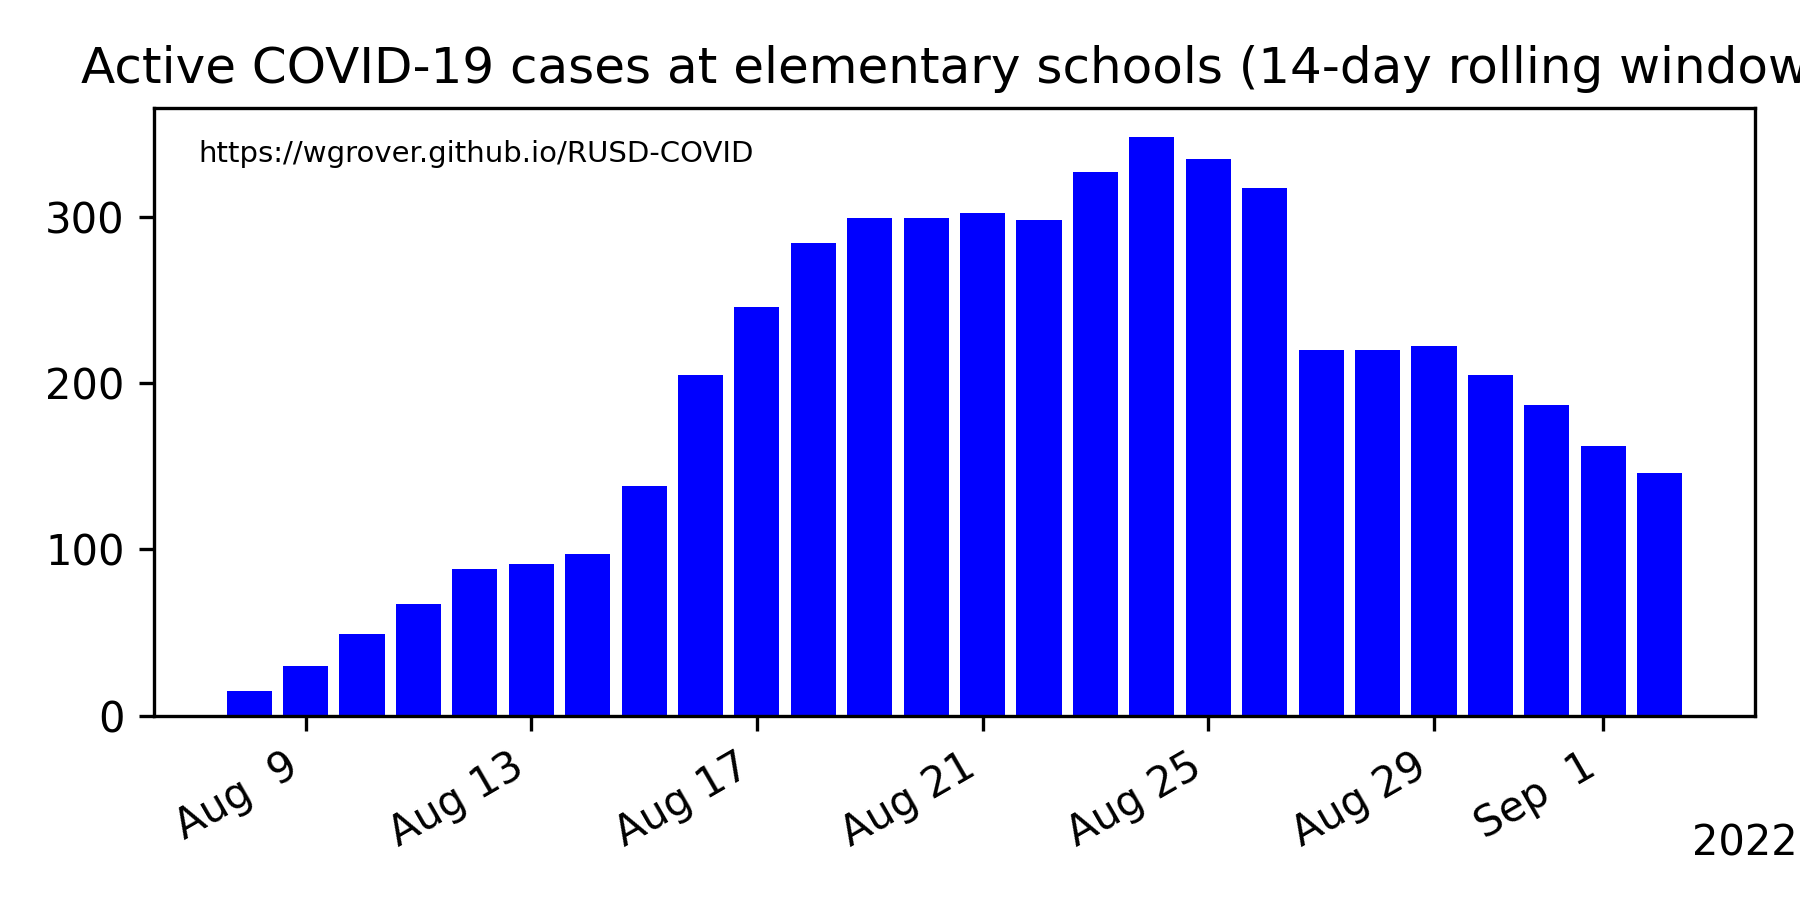 Active COVID-19 cases at elementary schools (14-day rolling window
https://wgrover.github.io/RUSD-COVID
300
200
100
0
Aug 9
Aug 13
Aug 17
Aug 21
Aug 25
Aug 29
Sep 1
2022